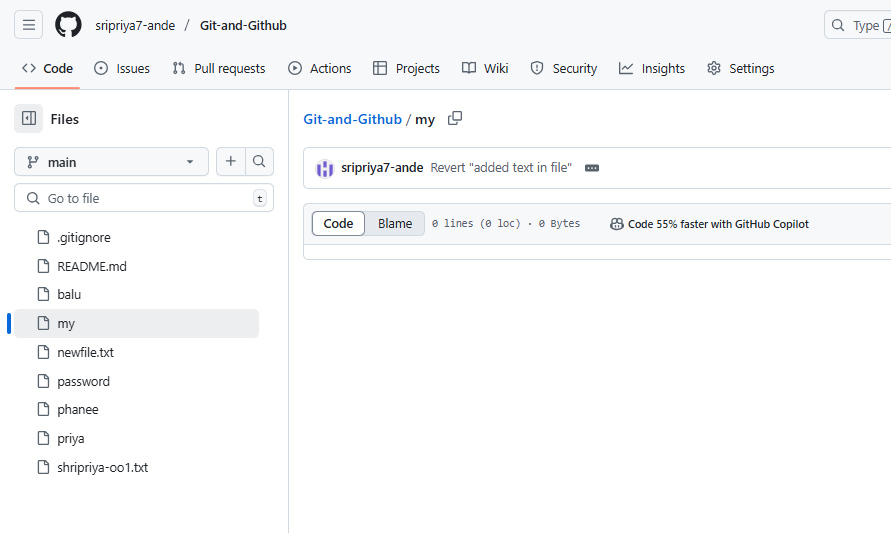 sripriya7-ande / Git-and-Github
Type /
Code Issues Pull requests Actions Projects Wiki Security Insights Settings
Files
main
Go to file t
.gitignore
README.md
balu
my
newfile.txt
password
phanee
priya
shripriya-oo1.txt
Git-and-Github / my
sripriya7-ande Revert "added text in file"
Code Blame 0 lines (0 loc) · 0 Bytes Code 55% faster with GitHub Copilot